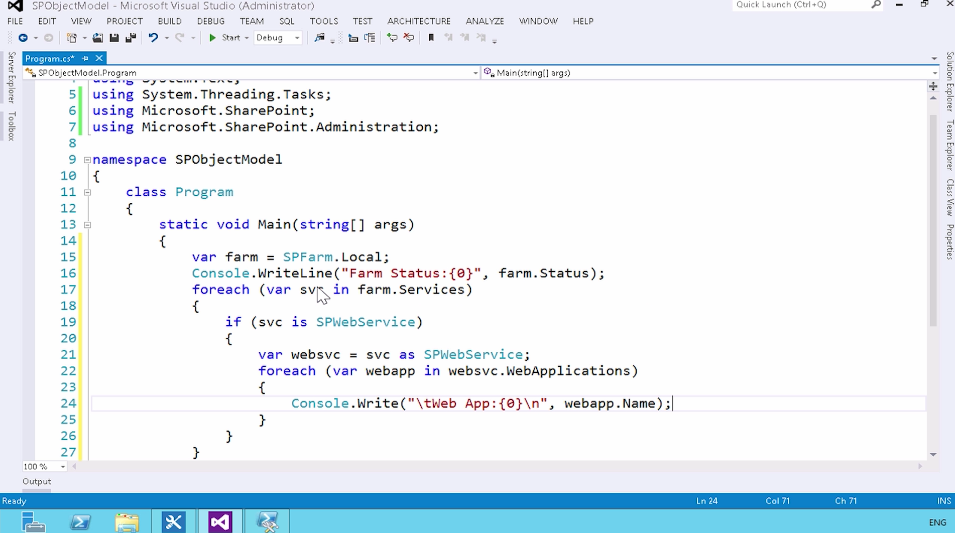 SPObjectModel - Microsoft Visual Studio (Administrator)
Quick Launch (Ctrl+Q)
FILE EDIT VIEW PROJECT BUILD DEBUG TEAM SQL TOOLS TEST ARCHITECTURE ANALYZE WINDOW HELP
Start Debug
Program.cs*
SPObjectModel.Program
Main(string[] args)
Server Explorer
Toolbox
Solution Explorer
Team Explorer
Class View
Properties
4 using System.Text;
5 using System.Threading.Tasks;
6 using Microsoft.SharePoint;
7 using Microsoft.SharePoint.Administration;
8
9 namespace SPObjectModel
10 {
11 class Program
12 {
13 static void Main(string[] args)
14 {
15 var farm = SPFarm.Local;
16 Console.WriteLine("Farm Status:{0}", farm.Status);
17 foreach (var svc in farm.Services)
18 {
19 if (svc is SPWebService)
20 {
21 var websvc = svc as SPWebService;
22 foreach (var webapp in websvc.WebApplications)
23 {
24 Console.Write("\tWeb App:{0}\n", webapp.Name);
25 }
26 }
27 }
100 %
Output
Ready
Ln 24 Col 71 Ch 71 INS
ENG